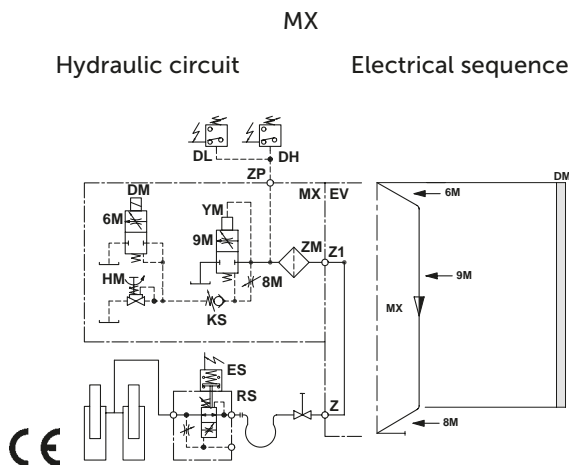 MX
Hydraulic circuit
Electrical sequence
DL
DH
ZP
DM
MX
EV
DM
6M
YM
6M
9M
ZM
Z1
HM
8M
9M
KS
MX
ES
RS
Z
8M
CE